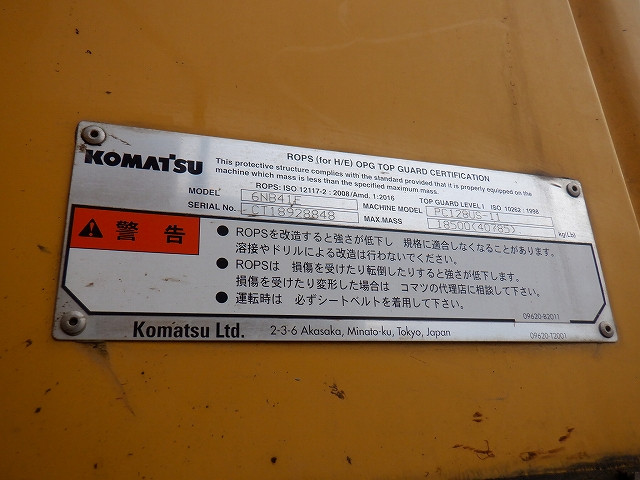 ROPS (for H/E) OPG TOP GUARD CERTIFICATION
KOMATSU
This protective structure complies with the standard provided that it is properly equipped on the
machine which mass is less than the specified maximum mass.
ROPS: ISO 12117-2 : 2008/Amd. 1:2016 TOP GUARD LEVEL I ISO 10262 : 1998
MODEL 6NB41E MACHINE MODEL PC128US-11
SERIAL No. CT18928848 MAX.MASS 18500(40785) kg(Lb)
警告
● ROPSを改造すると強さが低下し 規格に適合しなくなることがあります。
溶接やドリルによる改造は行わないでください。
● ROPSは 損傷を受けたり転倒したりすると強さが低下します。
損傷を受けたり変形した場合は コマツの代理店に相談して下さい。
● 運転時は 必ずシートベルトを着用して下さい。
09620-B2011
Komatsu Ltd. 2-3-6 Akasaka, Minato-ku, Tokyo, Japan 09620-T2001